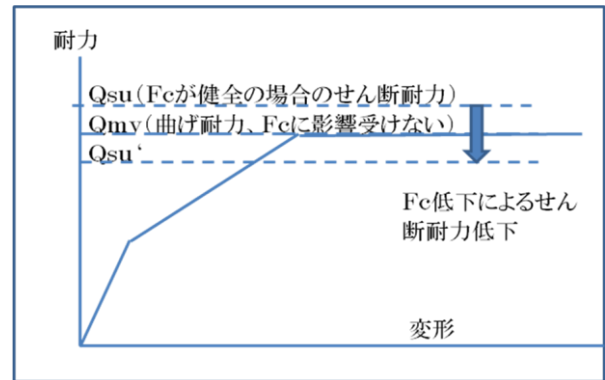 耐力
Qsu（Fcが健全の場合のせん断耐力）
Qmy（曲げ耐力、Fcに影響受けない）
Qsu‘
Fc低下によるせん
断耐力低下
変形